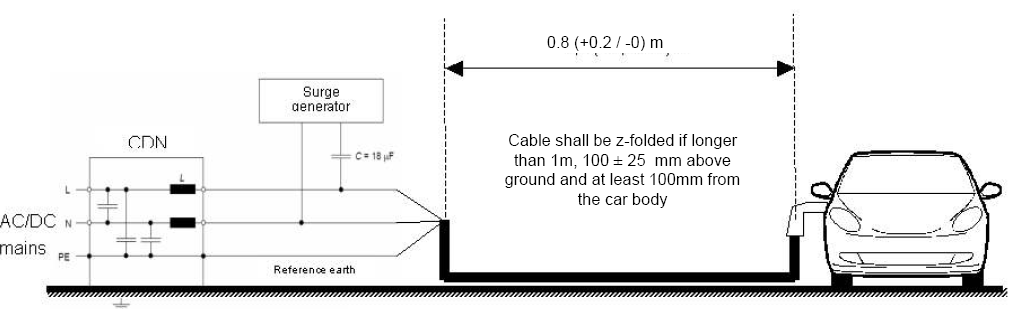 0.8 (+0.2 / -0) m
Surge
generator
CDN
C = 18 µF
Cable shall be z-folded if longer
than 1m, 100 ± 25 mm above
ground and at least 100mm from
the car body
L
L
AC/DC
N
mains
PE
Reference earth